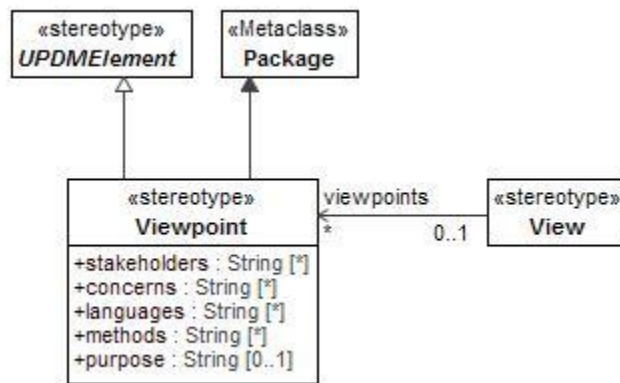 «stereotype»
UPDMElement
«Metaclass»
Package
«stereotype»
Viewpoint
+stakeholders : String [*]
+concerns : String [*]
+languages : String [*]
+methods : String [*]
+purpose : String [0..1]
viewpoints
*
0..1
«stereotype»
View